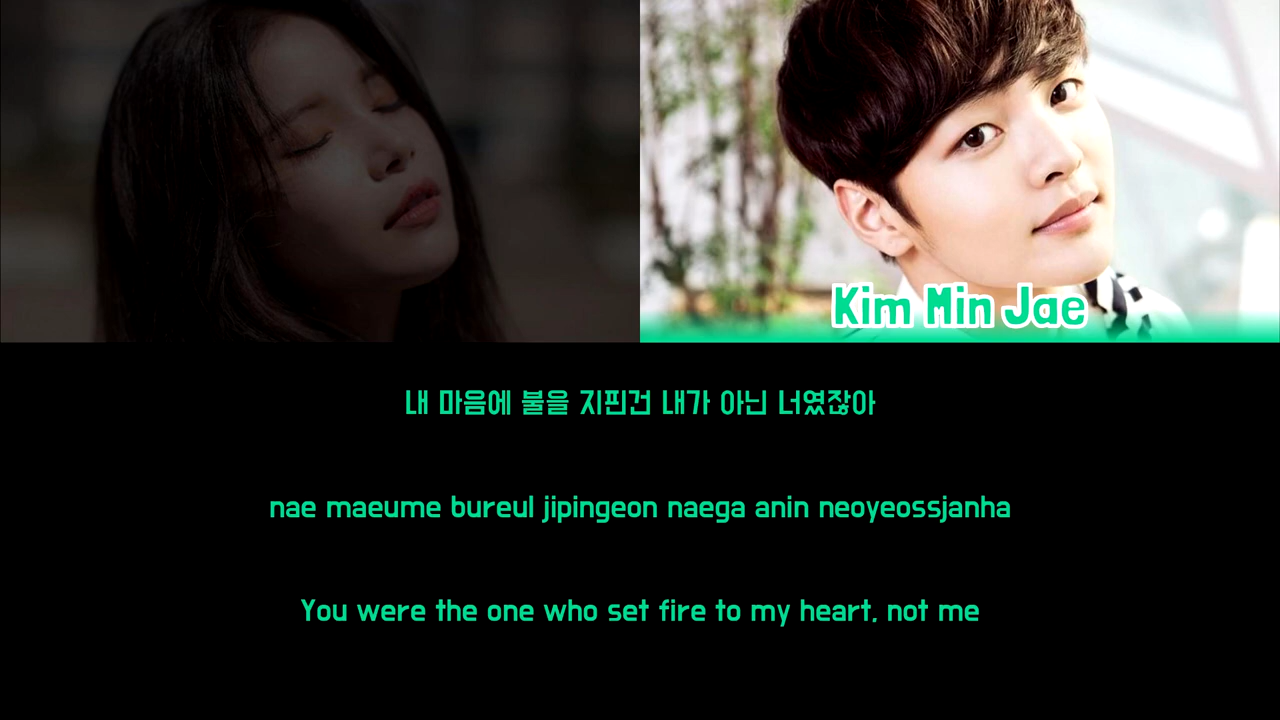 Kim Min Jae
내 마음에 불을 지핀건 내가 아닌 너였잖아
nae maeume bureul jipingeon naega anin neoyeossjanha
You were the one who set fire to my heart, not me